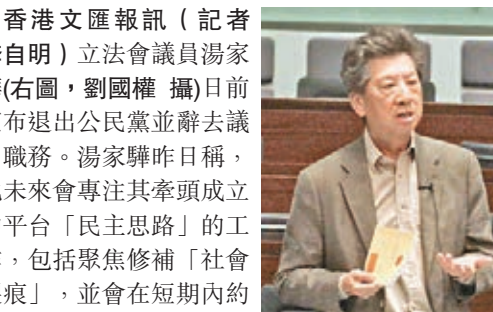 香港文匯報訊（記者
自明）立法會議員湯家
(右圖，劉國權 攝)日前
布退出公民黨並辭去議
職務。湯家驊昨日稱，
未來會專注其牽頭成立
平台「民主思路」的工
，包括聚焦修補「社會
痕」，並會在短期內約